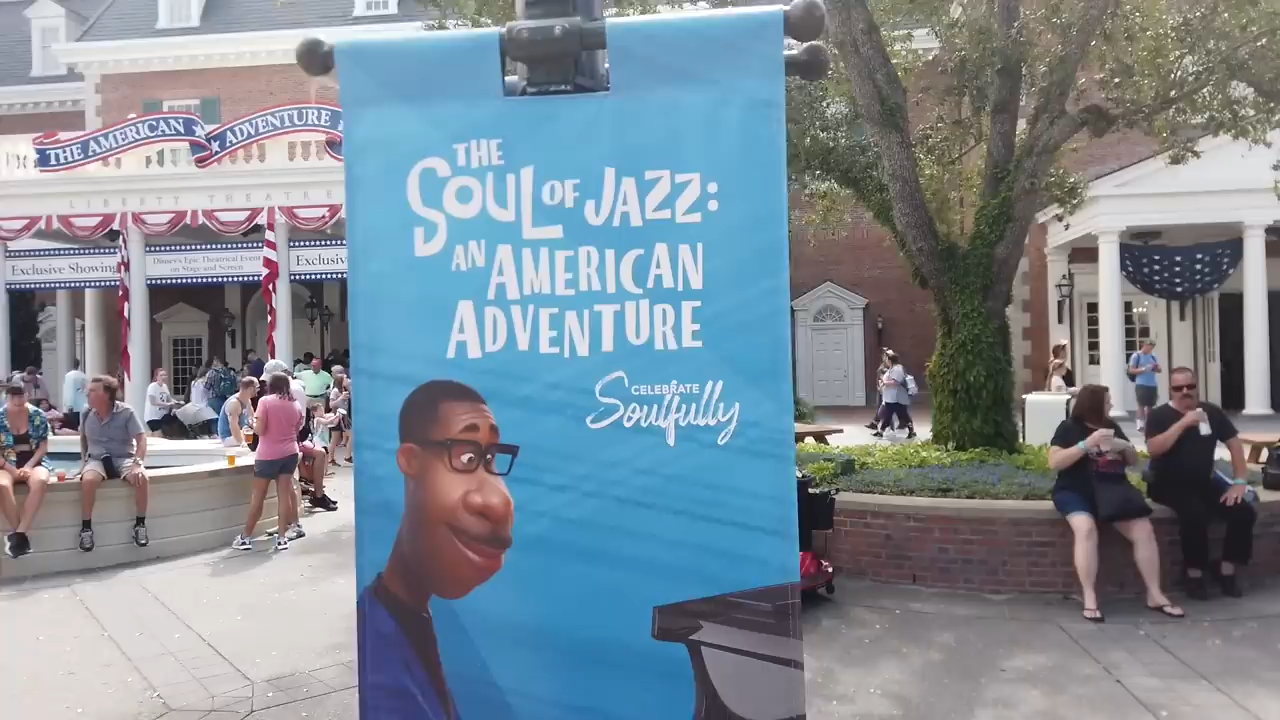 THE AMERICAN ADVENTURE
LIBERTY THEATRE
Exclusive Showing
Disney's Epic Theatrical Event
on Stage and Screen
Exclusiv
THE
SOUL OF JAZZ:
AN AMERICAN
ADVENTURE
CELEBRATE
Soulfully